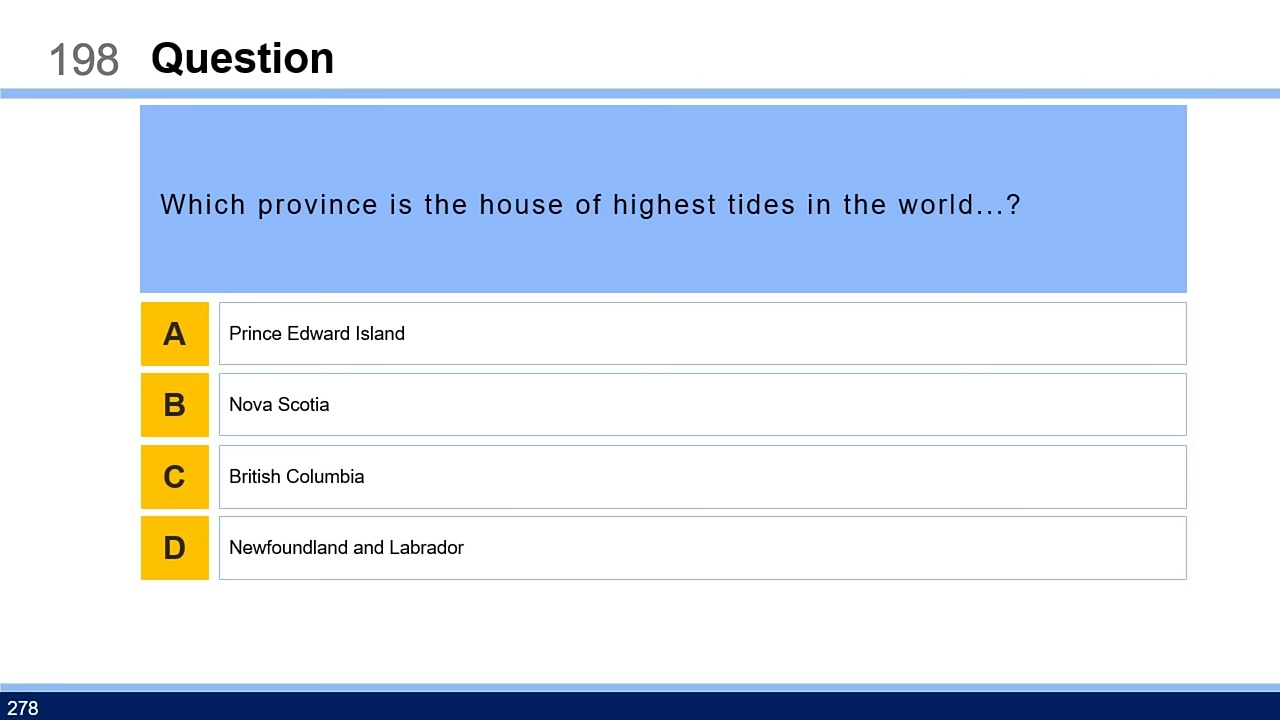 198 Question
Which province is the house of highest tides in the world...?
A Prince Edward Island
B Nova Scotia
C British Columbia
D Newfoundland and Labrador
278